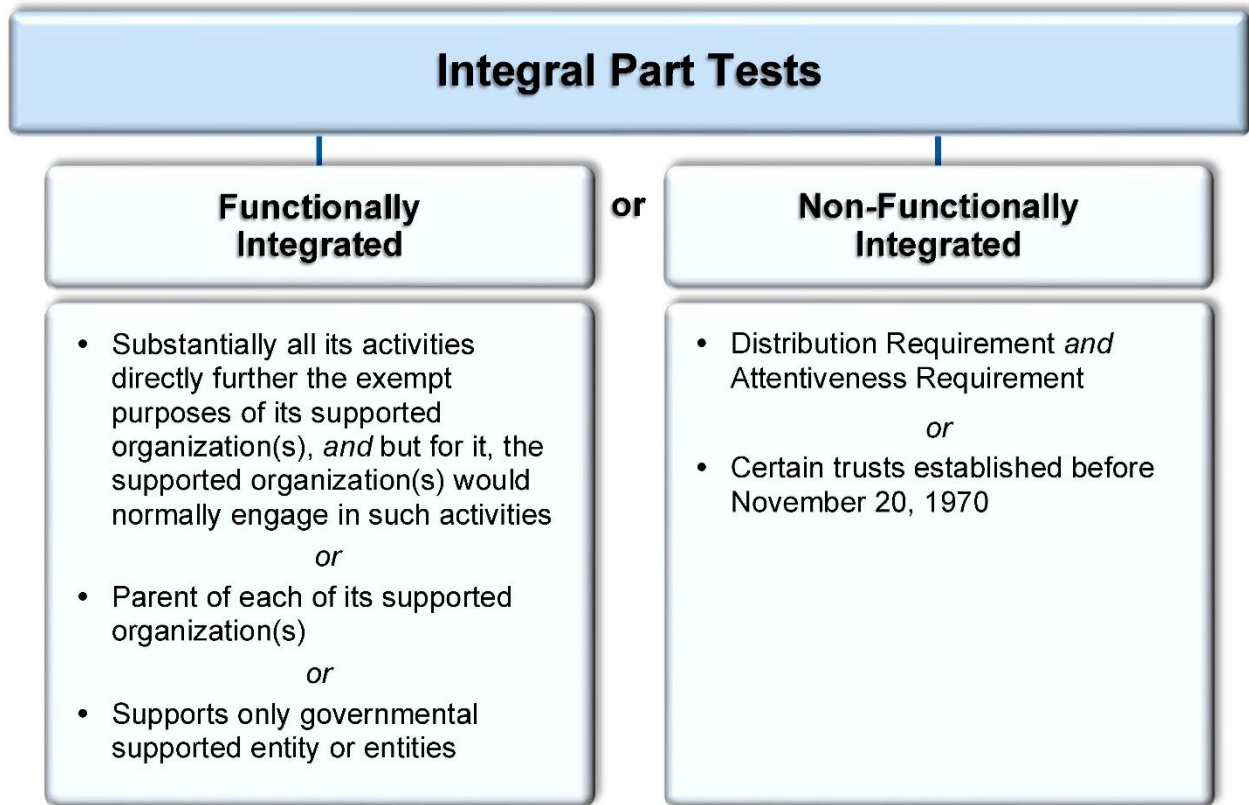 Integral Part Tests
Functionally
Integrated
or
Non-Functionally
Integrated
• Substantially all its activities
directly further the exempt
purposes of its supported
organization(s), and but for it, the
supported organization(s) would
normally engage in such activities
or
• Parent of each of its supported
organization(s)
or
• Supports only governmental
supported entity or entities
• Distribution Requirement and
Attentiveness Requirement
or
• Certain trusts established before
November 20, 1970